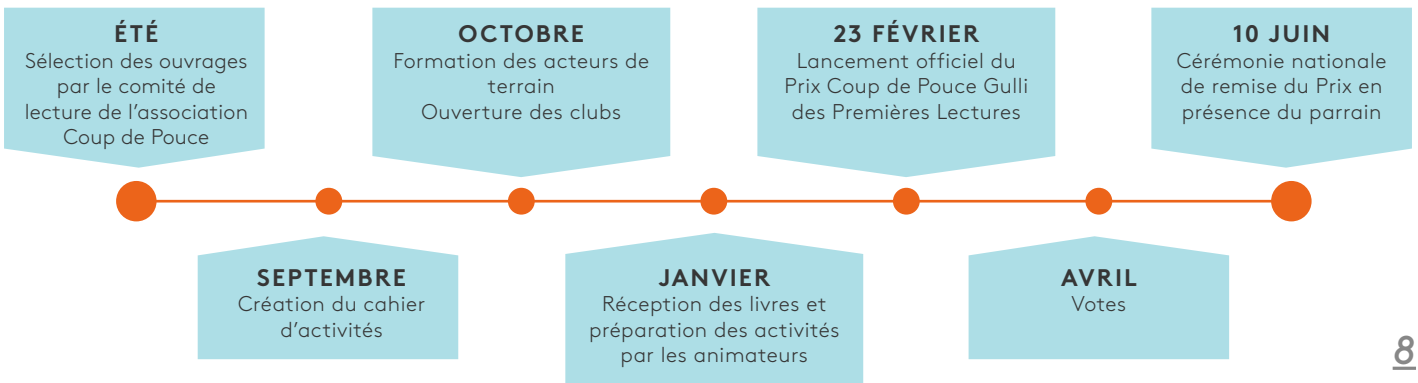 ÉTÉ
Sélection des ouvrages
par le comité de
lecture de l’association
Coup de Pouce
OCTOBRE
Formation des acteurs de
terrain
Ouverture des clubs
23 FÉVRIER
Lancement officiel du
Prix Coup de Pouce Gulli
des Premières Lectures
10 JUIN
Cérémonie nationale
de remise du Prix en
présence du parrain
SEPTEMBRE
Création du cahier
d’activités
JANVIER
Réception des livres et
préparation des activités
par les animateurs
AVRIL
Votes
8